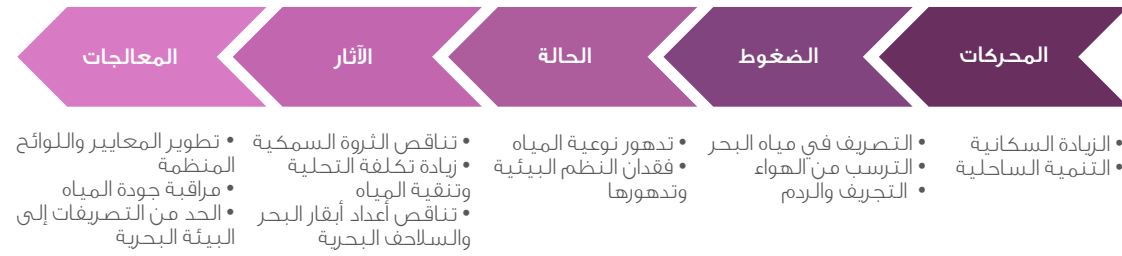 المحركات
الضغوط
الحالة
الآثار
المعالجات
• الزيادة السكانية
• التنمية الساحلية
• التصريف في مياه البحر
• الترسب من الهواء
• التجريف والردم
• تدهور نوعية المياه
• فقدان النظم البيئية
وتدهورها
• تناقص الثروة السمكية
• زيادة تكلفة التحلية
وتنقية المياه
• تناقص أعداد أبقار البحر
والسلاحف البحرية
• تطوير المعايير واللوائح
المنظمة
• مراقبة جودة المياه
• الحد من التصريفات إلى
البيئة البحرية